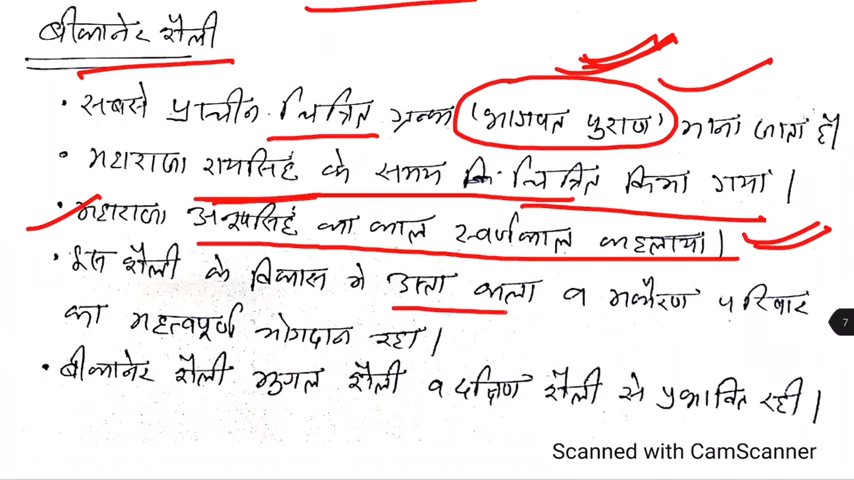 बीकानेर शैली
• सबसे प्राचीन चित्रित ग्रन्थ 'भागवत पुराण' माना जाता है।
• महाराजा रायसिंह के समय चित्रित किया गया।
• महाराजा अनूपसिंह का काल स्वर्णकाल कहलाया।
• इस शैली के विकास मे उस्ता कला व मथैरण परिवार
का महत्वपूर्ण योगदान रहा।
• बीकानेर शैली मुगल शैली व दक्षिण शैली से प्रभावित रही।
7
Scanned with CamScanner